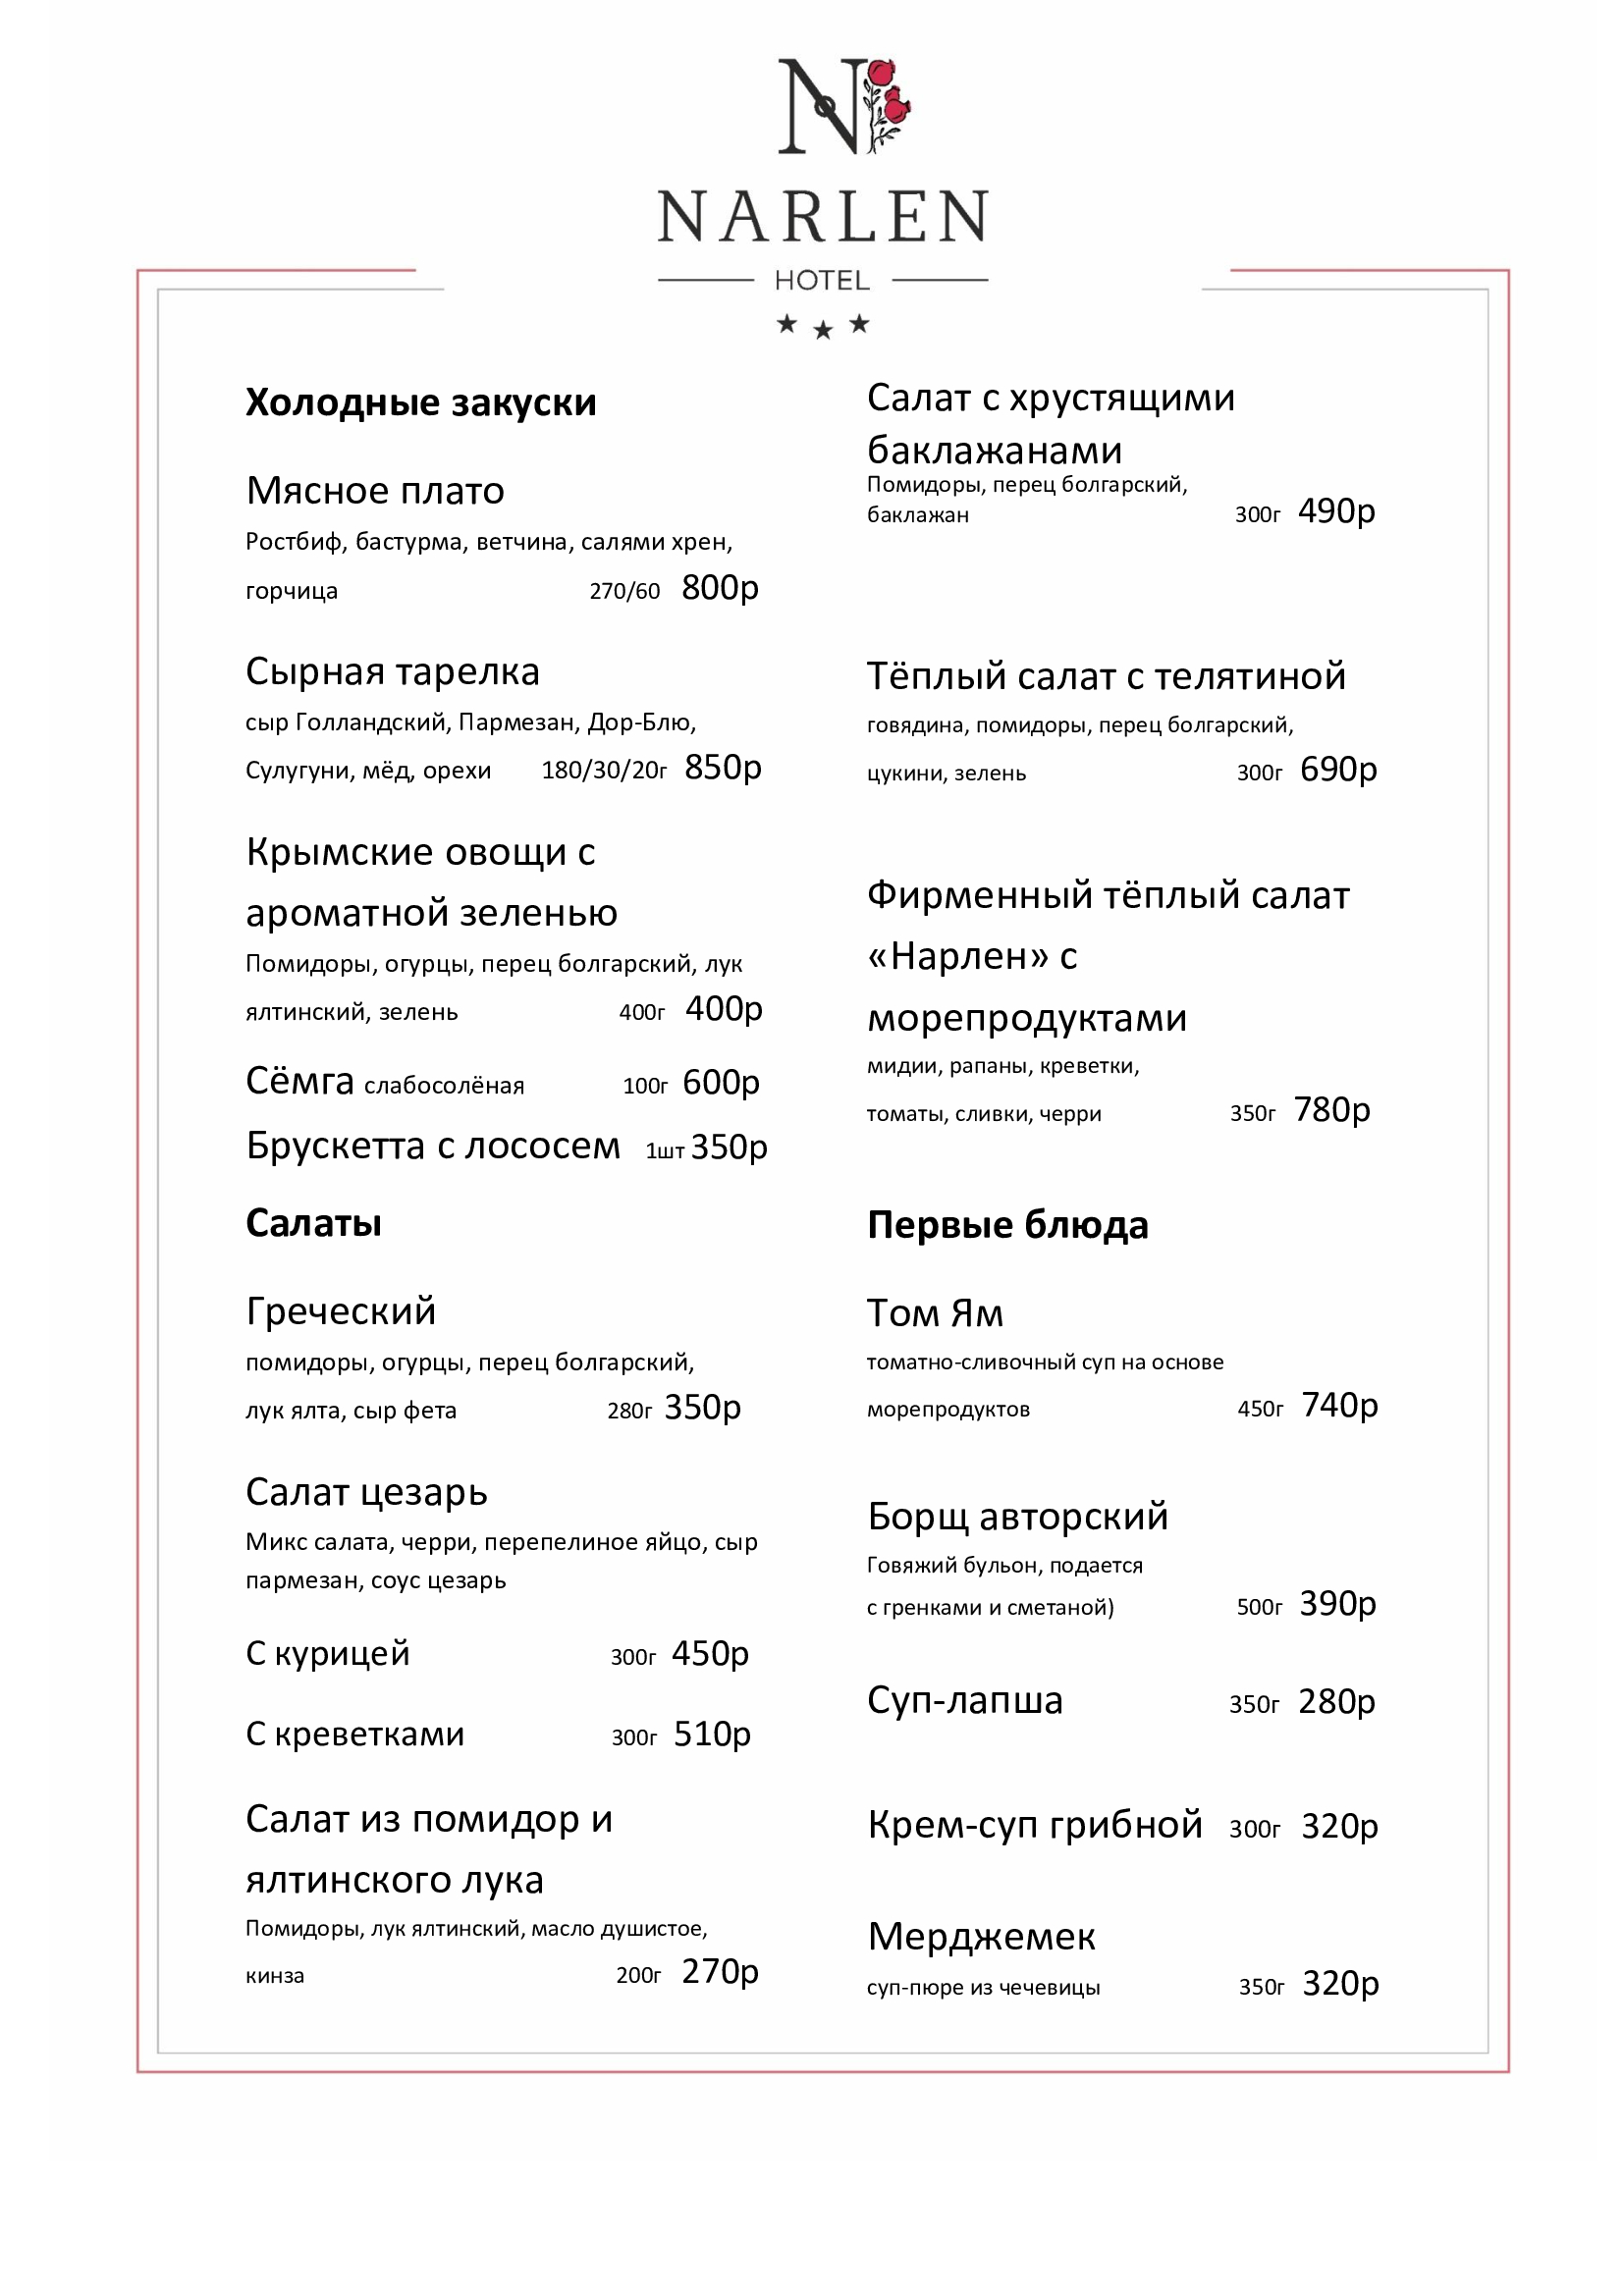 N
NARLEN
HOTEL
Холодные закуски
Мясное плато
Ростбиф, бастурма, ветчина, салями хрен,
горчица 270/60 800р
Сырная тарелка
сыр Голландский, Пармезан, Дор-Блю,
Сулугуни, мёд, орехи 180/30/20г 850р
Крымские овощи с
ароматной зеленью
Помидоры, огурцы, перец болгарский, лук
ялтинский, зелень 400г 400р
Сёмга слабосолёная 100г 600р
Брускетта с лососем 1шт 350р
Салаты
Греческий
помидоры, огурцы, перец болгарский,
лук ялта, сыр фета 280г 350р
Салат цезарь
Микс салата, черри, перепелиное яйцо, сыр
пармезан, соус цезарь
С курицей 300г 450р
С креветками 300г 510р
Салат из помидор и
ялтинского лука
Помидоры, лук ялтинский, масло душистое,
кинза 200г 270р
Салат с хрустящими
баклажанами
Помидоры, перец болгарский,
баклажан 300г 490р
Тёплый салат с телятиной
говядина, помидоры, перец болгарский,
цукини, зелень 300г 690р
Фирменный тёплый салат
«Нарлен» с
морепродуктами
мидии, рапаны, креветки,
томаты, сливки, черри 350г 780р
Первые блюда
Том Ям
томатно-сливочный суп на основе
морепродуктов 450г 740р
Борщ авторский
Говяжий бульон, подается
с гренками и сметаной) 500г 390р
Суп-лапша 350г 280р
Крем-суп грибной 300г 320р
Мерджемек
суп-пюре из чечевицы 350г 320р